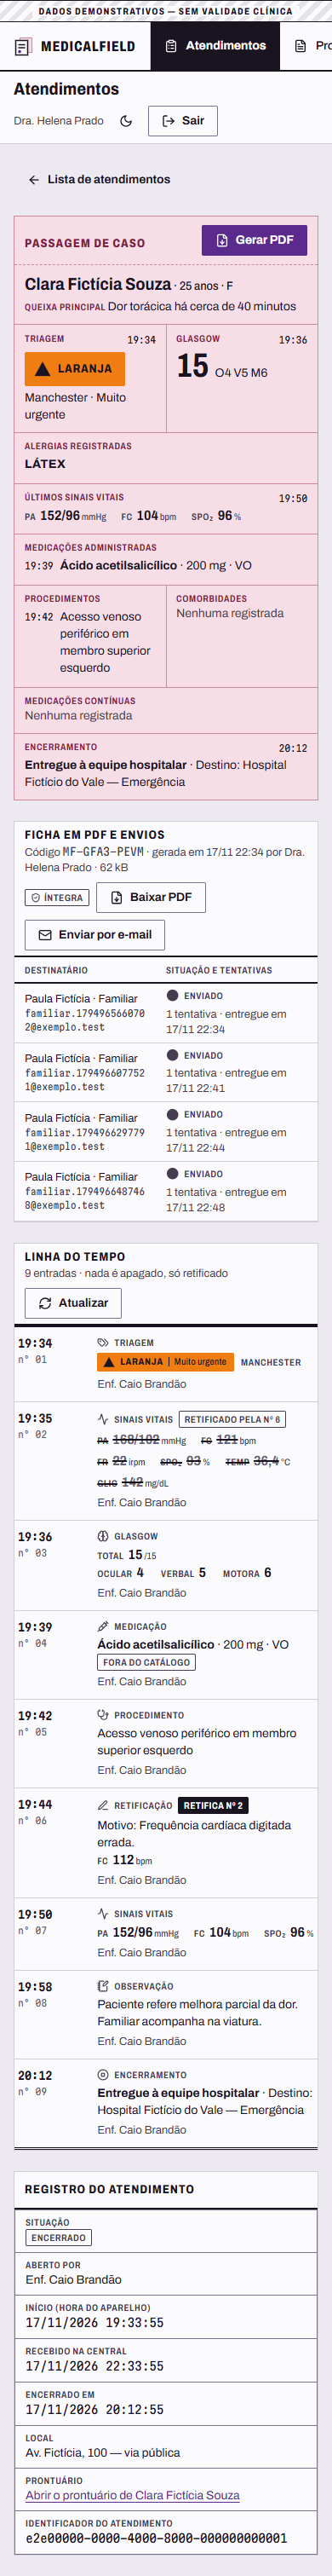 DADOS DEMONSTRATIVOS — SEM VALIDADE CLÍNICA
MEDICALFIELD
Atendimentos
Atendimentos
Dra. Helena Prado
Sair
Lista de atendimentos
PASSAGEM DE CASO
Gerar PDF
Clara Fictícia Souza · 25 anos · F
QUEIXA PRINCIPAL Dor torácica há cerca de 40 minutos
TRIAGEM 19:34
LARANJA
Manchester · Muito
urgente
GLASGOW 19:36
15 O4 V5 M6
ALERGIAS REGISTRADAS
LÁTEX
ÚLTIMOS SINAIS VITAIS 19:50
PA 152/96 mmHg FC 104 bpm SPO₂ 96 %
MEDICAÇÕES ADMINISTRADAS
19:39 Ácido acetilsalicílico · 200 mg · VO
PROCEDIMENTOS
19:42 Acesso venoso
periférico em
membro superior
esquerdo
COMORBIDADES
Nenhuma registrada
MEDICAÇÕES CONTÍNUAS
Nenhuma registrada
ENCERRAMENTO 20:12
Entregue à equipe hospitalar · Destino: Hospital
Fictício do Vale — Emergência
FICHA EM PDF E ENVIOS
Código MF-GFA3-PEVM · gerada em 17/11 22:34 por Dra.
Helena Prado · 62 kB
ÍNTEGRA
Baixar PDF
Enviar por e-mail
DESTINATÁRIO SITUAÇÃO E TENTATIVAS
Paula Fictícia · Familiar
familiar.179496566070
2@exemplo.test
ENVIADO
1 tentativa · entregue em
17/11 22:34
Paula Fictícia · Familiar
familiar.179496607752
1@exemplo.test
ENVIADO
1 tentativa · entregue em
17/11 22:41
Paula Fictícia · Familiar
familiar.179496629779
1@exemplo.test
ENVIADO
1 tentativa · entregue em
17/11 22:44
Paula Fictícia · Familiar
familiar.179496648746
8@exemplo.test
ENVIADO
1 tentativa · entregue em
17/11 22:48
LINHA DO TEMPO
9 entradas · nada é apagado, só retificado
Atualizar
19:34
nº 01
TRIAGEM
LARANJA | Muito urgente MANCHESTER
Enf. Caio Brandão
19:35
nº 02
SINAIS VITAIS RETIFICADO PELA Nº 6
PA 168/102 mmHg FC 121 bpm
FR 22 irpm SPO₂ 93 % TEMP 36,4 °C
GLIC 142 mg/dL
Enf. Caio Brandão
19:36
nº 03
GLASGOW
TOTAL 15 /15
OCULAR 4 VERBAL 5 MOTORA 6
Enf. Caio Brandão
19:39
nº 04
MEDICAÇÃO
Ácido acetilsalicílico · 200 mg · VO
FORA DO CATÁLOGO
Enf. Caio Brandão
19:42
nº 05
PROCEDIMENTO
Acesso venoso periférico em membro
superior esquerdo
Enf. Caio Brandão
19:44
nº 06
RETIFICAÇÃO RETIFICA Nº 2
Motivo: Frequência cardíaca digitada
errada.
FC 112 bpm
Enf. Caio Brandão
19:50
nº 07
SINAIS VITAIS
PA 152/96 mmHg FC 104 bpm SPO₂ 96 %
Enf. Caio Brandão
19:58
nº 08
OBSERVAÇÃO
Paciente refere melhora parcial da dor.
Familiar acompanha na viatura.
Enf. Caio Brandão
20:12
nº 09
ENCERRAMENTO
Entregue à equipe hospitalar · Destino:
Hospital Fictício do Vale — Emergência
Enf. Caio Brandão
REGISTRO DO ATENDIMENTO
SITUAÇÃO
ENCERRADO
ABERTO POR
Enf. Caio Brandão
INÍCIO (HORA DO APARELHO)
17/11/2026 19:33:55
RECEBIDO NA CENTRAL
17/11/2026 22:33:55
ENCERRADO EM
17/11/2026 20:12:55
LOCAL
Av. Fictícia, 100 — via pública
PRONTUÁRIO
Abrir o prontuário de Clara Fictícia Souza
IDENTIFICADOR DO ATENDIMENTO
e2e00000-0000-4000-8000-000000000001